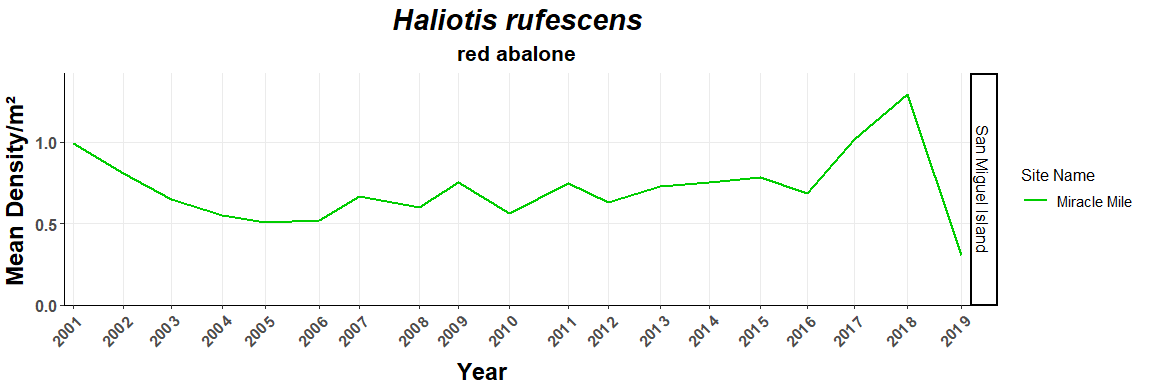 Haliotis rufescens
red abalone
Mean Density/m²
1.0
0.5
0.0
2001 2002 2003 2004 2005 2006 2007 2008 2009 2010 2011 2012 2013 2014 2015 2016 2017 2018 2019
Year
San Miguel Island
Site Name
Miracle Mile